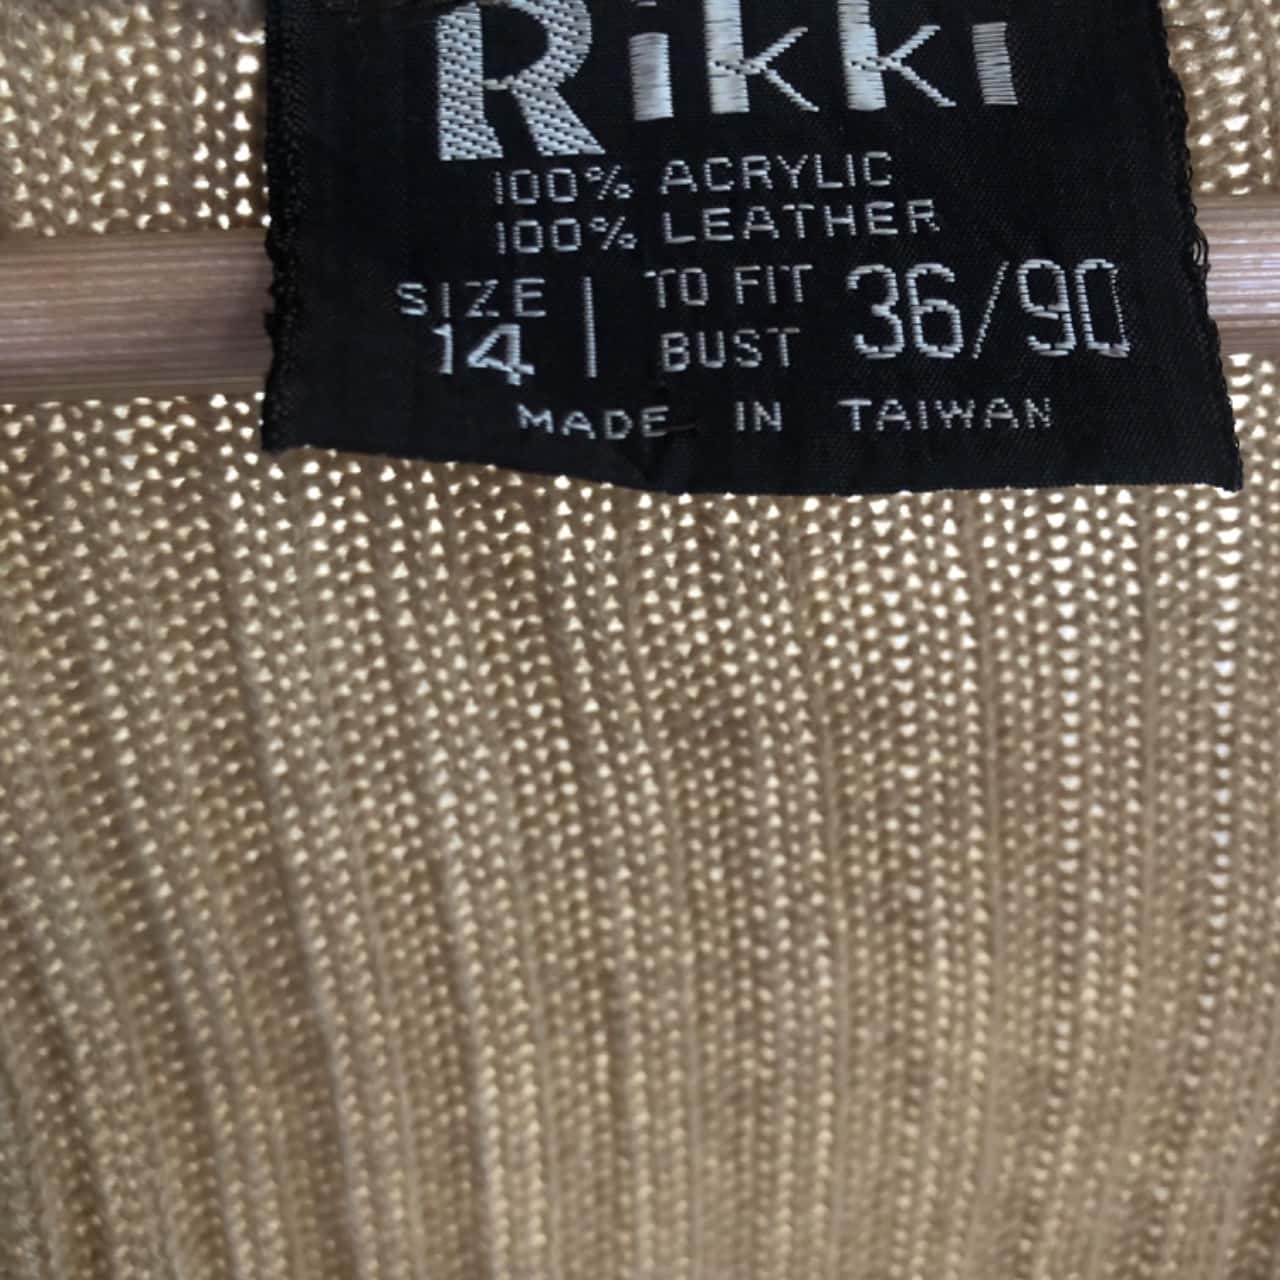 Rikki
100% ACRYLIC
100% LEATHER
SIZE 14 | TO FIT BUST 36/90
MADE IN TAIWAN